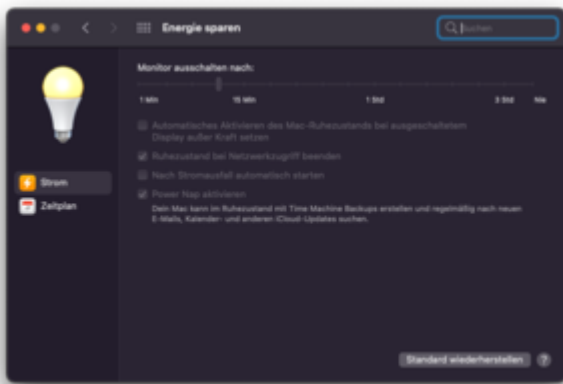 Energie sparen
Suchen
Monitor ausschalten nach:
1 Min 15 Min 1 Std 3 Std Nie
Automatisches Aktivieren des Mac-Ruhezustands bei ausgeschaltetem
Display außer Kraft setzen
Ruhezustand bei Netzwerkzugriff beenden
Nach Stromausfall automatisch starten
Power Nap aktivieren
Dein Mac kann im Ruhezustand mit Time Machine Backups erstellen und regelmäßig nach neuen
E-Mails, Kalender- und anderen iCloud-Updates suchen.
Strom
Zeitplan
Standard wiederherstellen ?